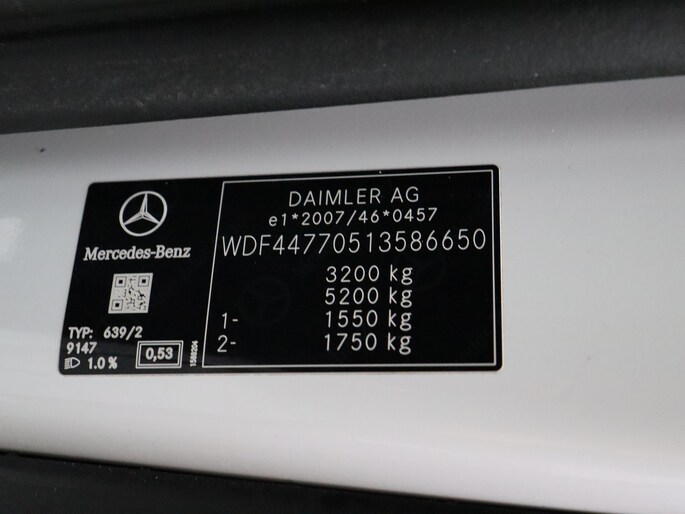 Mercedes-Benz
TYP: 639/2
9147
1.0 %
0,53
1569204
DAIMLER AG
e1*2007/46*0457
WDF44770513586650
3200 kg
5200 kg
1- 1550 kg
2- 1750 kg